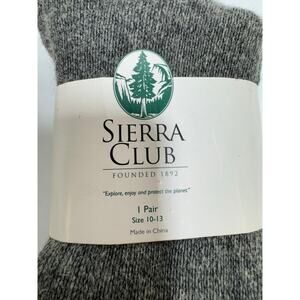 SIERRA
CLUB
FOUNDED 1892
"Explore, enjoy and protect the planet."
1 Pair
Size 10-13
Made in China